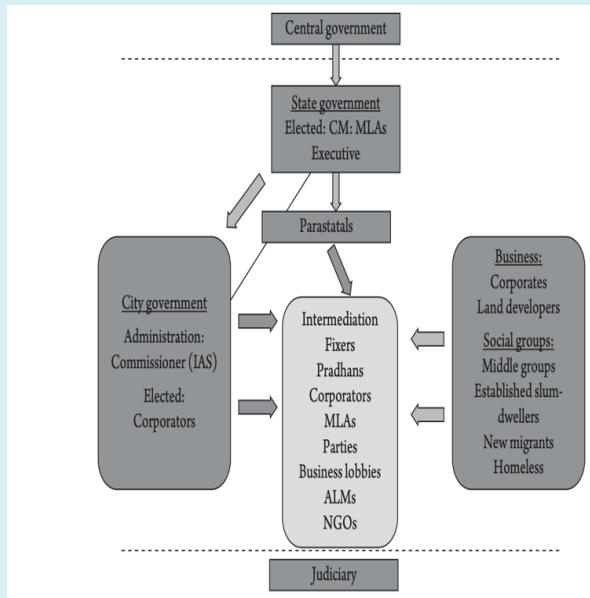 Central government
State government
Elected: CM: MLAs
Executive
Parastatals
City government
Administration:
Commissioner (IAS)
Elected:
Corporators
Intermediation
Fixers
Pradhans
Corporators
MLAs
Parties
Business lobbies
ALMs
NGOs
Business:
Corporates
Land developers
Social groups:
Middle groups
Established slum-
dwellers
New migrants
Homeless
Judiciary